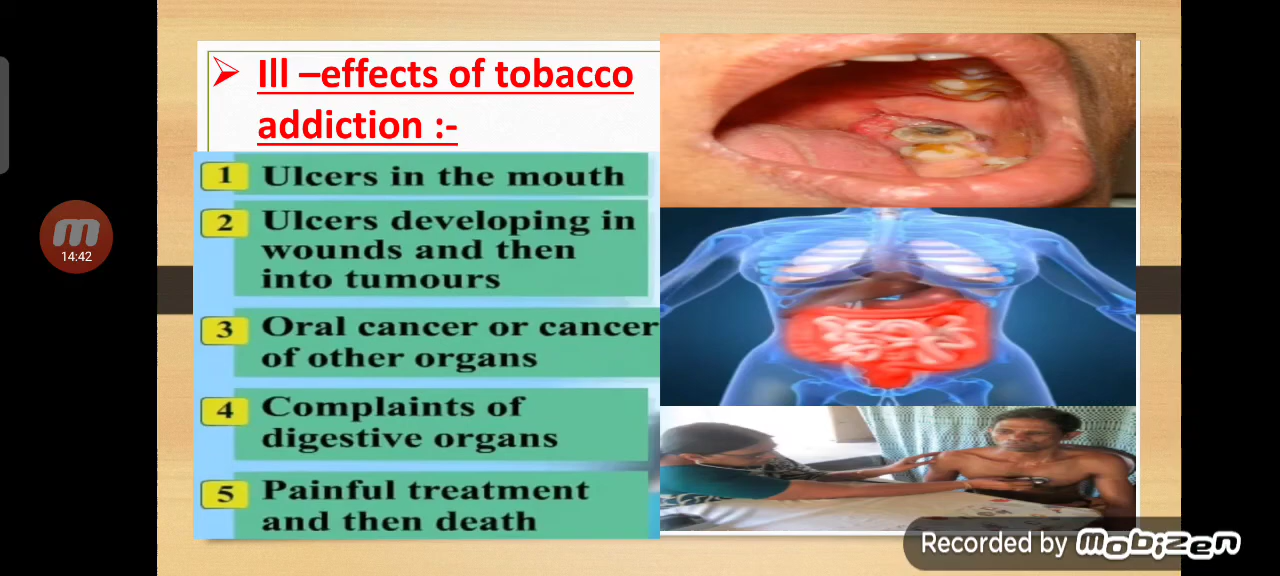 Ill –effects of tobacco
addiction :-
1 Ulcers in the mouth
2 Ulcers developing in
wounds and then
into tumours
3 Oral cancer or cancer
of other organs
4 Complaints of
digestive organs
5 Painful treatment
and then death
14:42
Recorded by mobizen